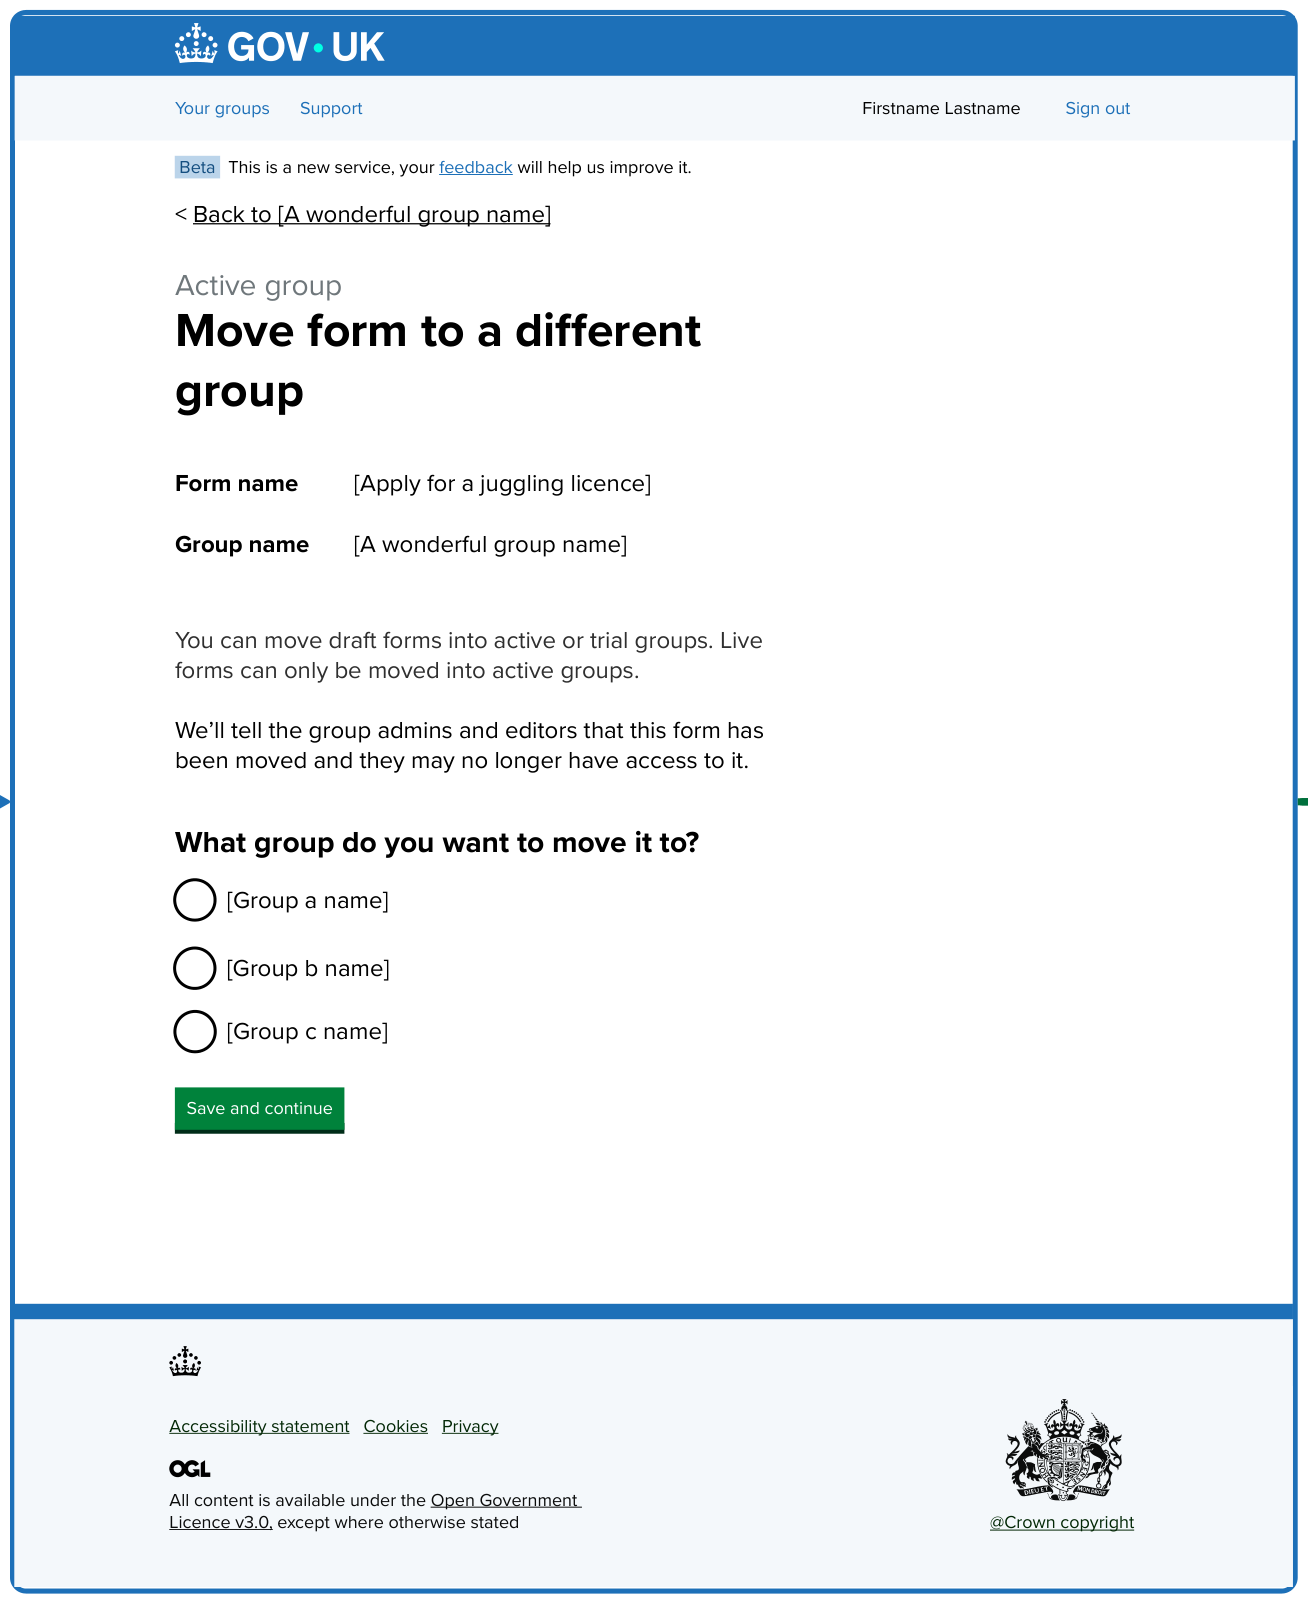 GOV·UK
Your groups Support Firstname Lastname Sign out
Beta This is a new service, your feedback will help us improve it.
< Back to [A wonderful group name]
Active group
Move form to a different
group
Form name [Apply for a juggling licence]
Group name [A wonderful group name]
You can move draft forms into active or trial groups. Live
forms can only be moved into active groups.
We’ll tell the group admins and editors that this form has
been moved and they may no longer have access to it.
What group do you want to move it to?
[Group a name]
[Group b name]
[Group c name]
Save and continue
Accessibility statement Cookies Privacy
OGL
All content is available under the Open Government
Licence v3.0, except where otherwise stated
DIEU ET MON DROIT
@Crown copyright